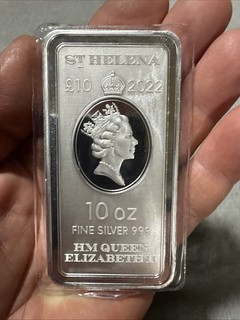 ST HELENA
£10 2022
10 oz
FINE SILVER 999
HM QUEEN
ELIZABETH II